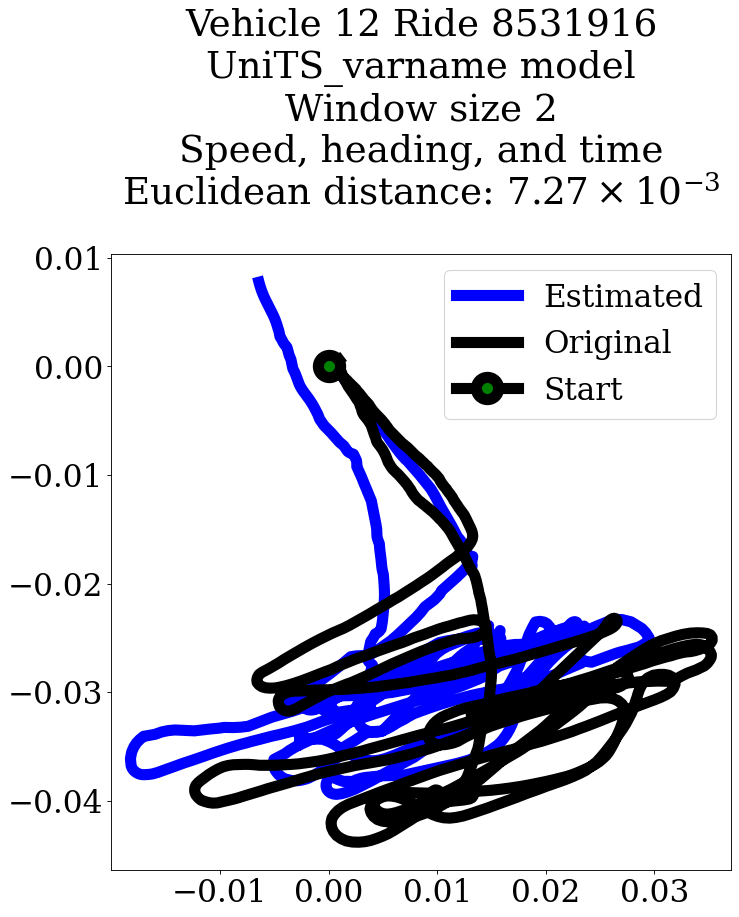 Vehicle 12 Ride 8531916
UniTS_varname model
Window size 2
Speed, heading, and time
Euclidean distance: 7.27 × 10⁻³
Estimated
Original
Start
0.01
0.00
−0.01
−0.02
−0.03
−0.04
−0.01 0.00 0.01 0.02 0.03